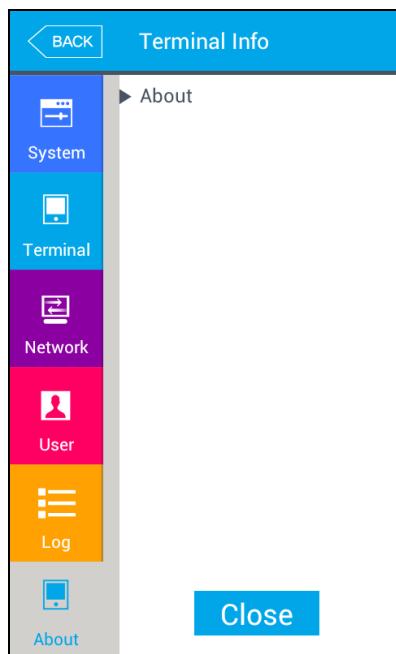 BACK
Terminal Info
About
System
Terminal
Network
User
Log
About
Close